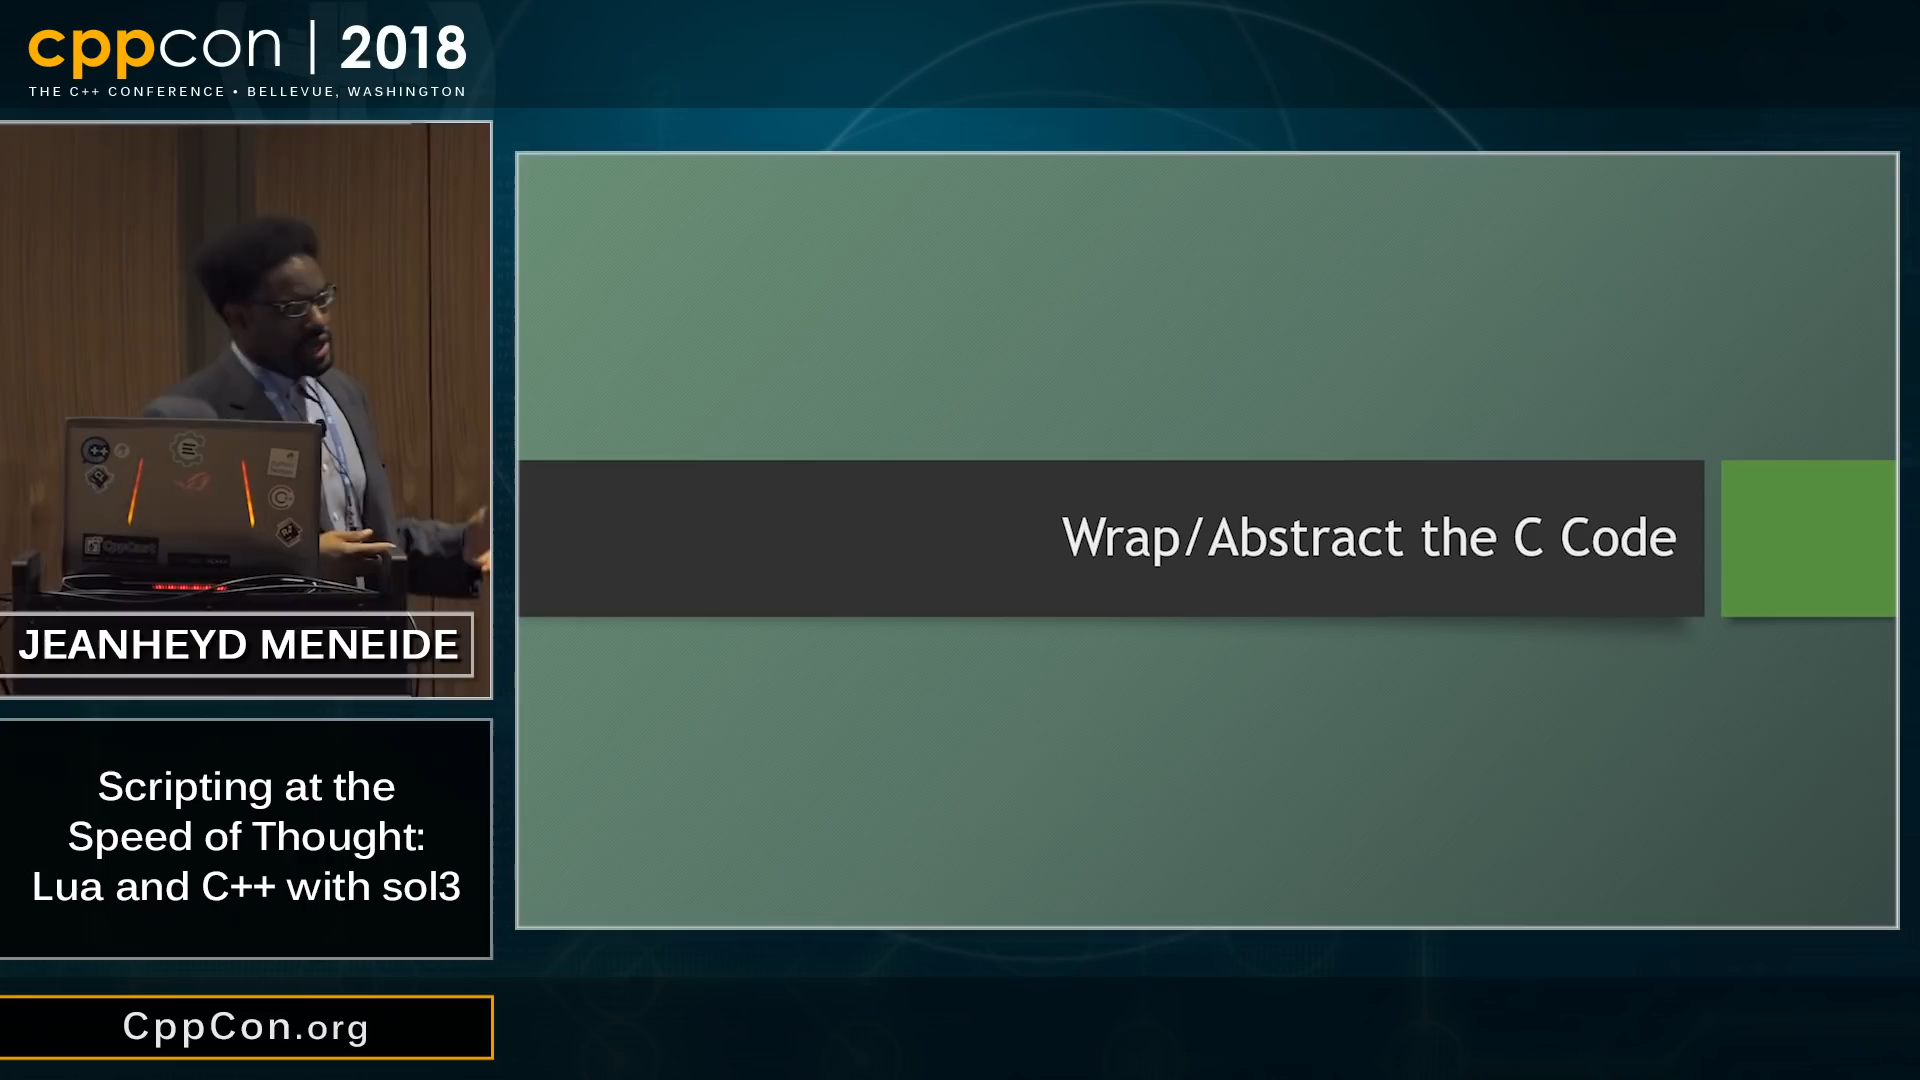 cppcon | 2018
THE C++ CONFERENCE • BELLEVUE, WASHINGTON
Wrap/Abstract the C Code
CppCast
JEANHEYD MENEIDE
Scripting at the
Speed of Thought:
Lua and C++ with sol3
CppCon.org